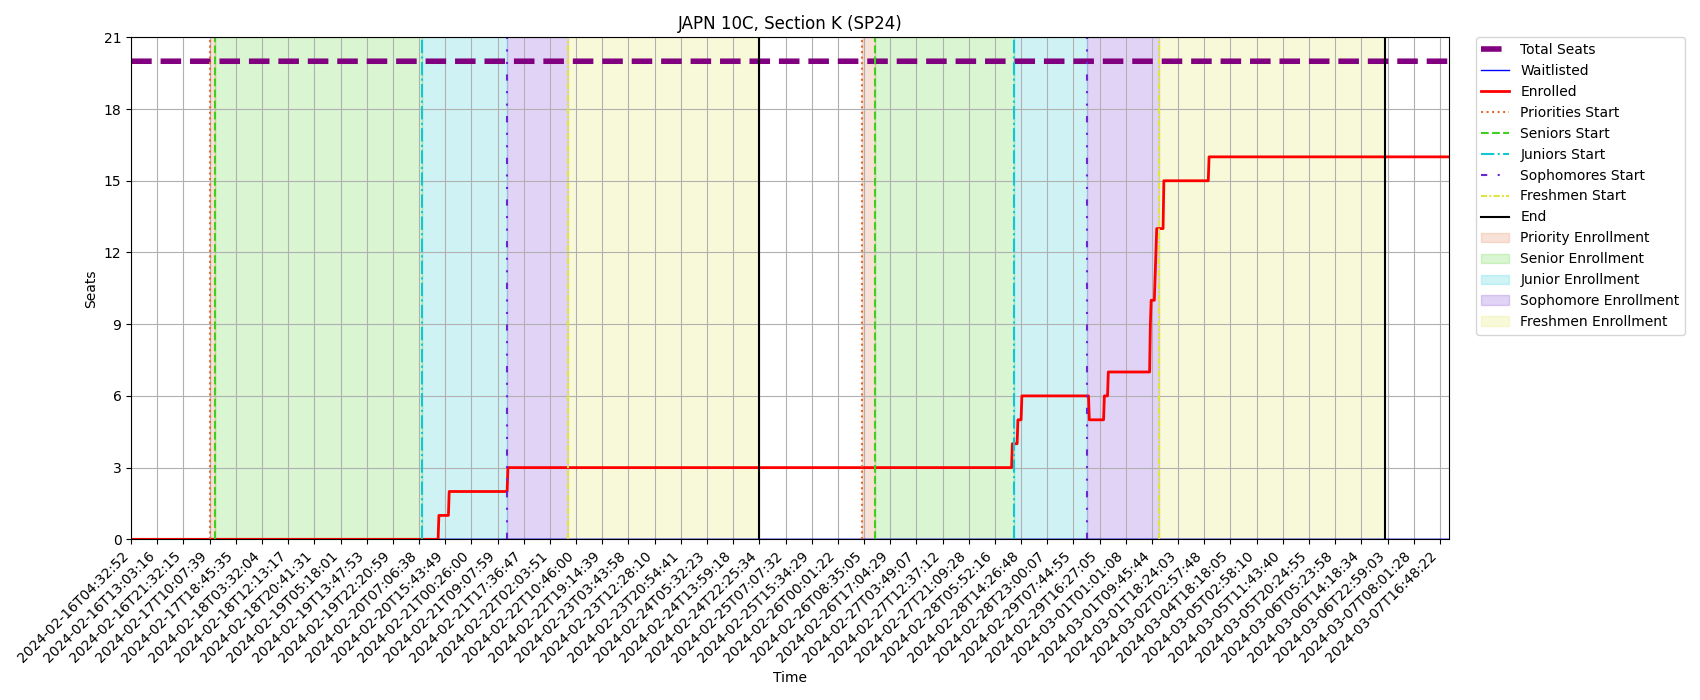 JAPN 10C, Section K (SP24)
21
18
15
12
9
6
3
0
Seats
2024-02-16T04:32:52
2024-02-16T13:03:16
2024-02-16T21:32:15
2024-02-17T10:07:39
2024-02-17T18:45:35
2024-02-18T03:32:04
2024-02-18T12:13:17
2024-02-18T20:41:31
2024-02-19T05:18:01
2024-02-19T13:47:53
2024-02-19T22:20:59
2024-02-20T07:06:38
2024-02-20T15:43:49
2024-02-21T00:26:00
2024-02-21T09:07:59
2024-02-21T17:36:47
2024-02-22T02:03:51
2024-02-22T10:46:00
2024-02-22T19:14:39
2024-02-23T03:43:58
2024-02-23T12:28:10
2024-02-23T20:54:41
2024-02-24T05:32:23
2024-02-24T13:59:18
2024-02-24T22:25:34
2024-02-25T07:07:32
2024-02-25T15:34:29
2024-02-26T00:01:22
2024-02-26T08:35:05
2024-02-26T17:04:29
2024-02-27T03:49:07
2024-02-27T12:37:12
2024-02-27T21:09:28
2024-02-28T05:52:16
2024-02-28T14:26:48
2024-02-28T23:00:07
2024-02-29T07:44:55
2024-02-29T16:27:05
2024-03-01T01:01:08
2024-03-01T09:45:44
2024-03-01T18:24:03
2024-03-02T02:57:48
2024-03-04T18:18:05
2024-03-05T02:58:10
2024-03-05T11:43:40
2024-03-05T20:24:55
2024-03-06T05:23:58
2024-03-06T14:18:34
2024-03-06T22:59:03
2024-03-07T08:01:28
2024-03-07T16:48:22
Time
Total Seats
Waitlisted
Enrolled
Priorities Start
Seniors Start
Juniors Start
Sophomores Start
Freshmen Start
End
Priority Enrollment
Senior Enrollment
Junior Enrollment
Sophomore Enrollment
Freshmen Enrollment